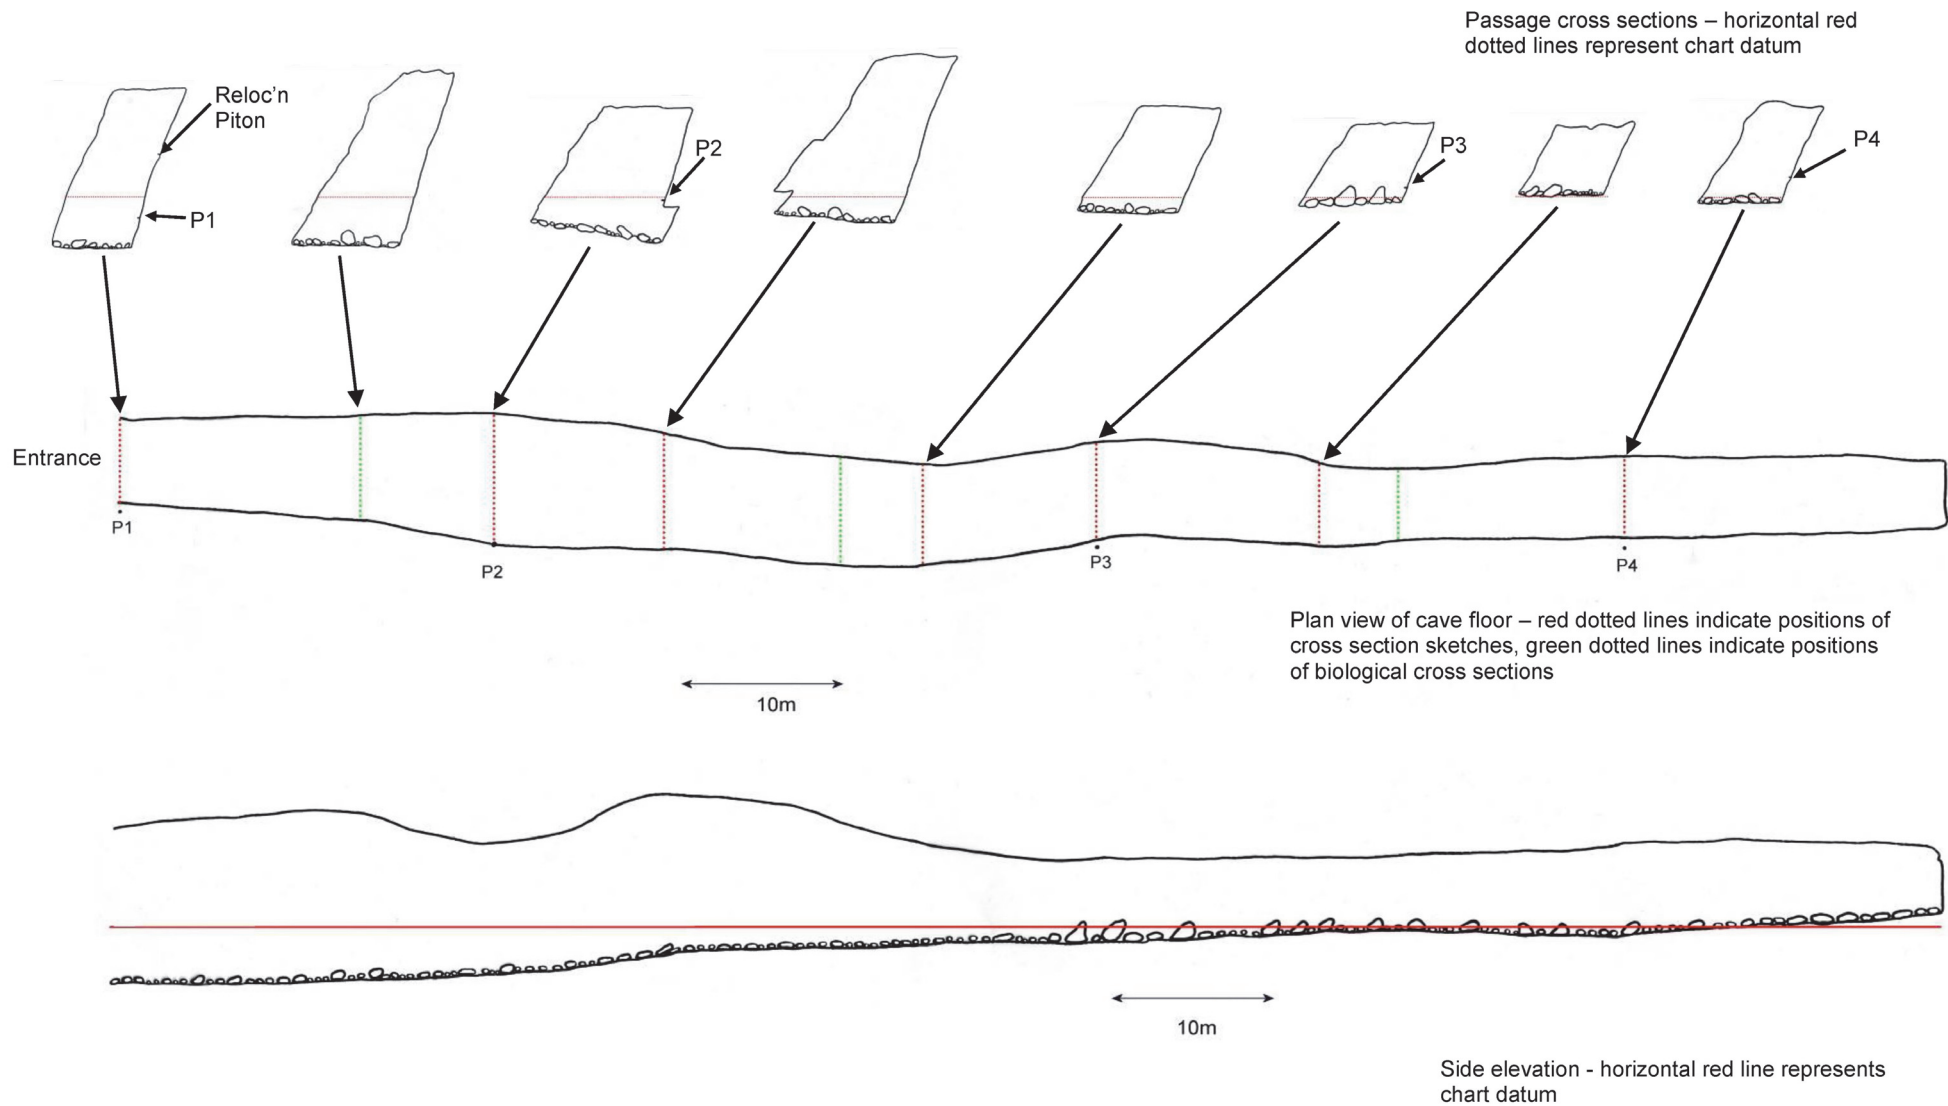 Passage cross sections – horizontal red
dotted lines represent chart datum
Reloc'n
Piton
P1
P2
P3
P4
Entrance
P1
P2
P3
P4
Plan view of cave floor – red dotted lines indicate positions of
cross section sketches, green dotted lines indicate positions
of biological cross sections
10m
10m
Side elevation - horizontal red line represents
chart datum